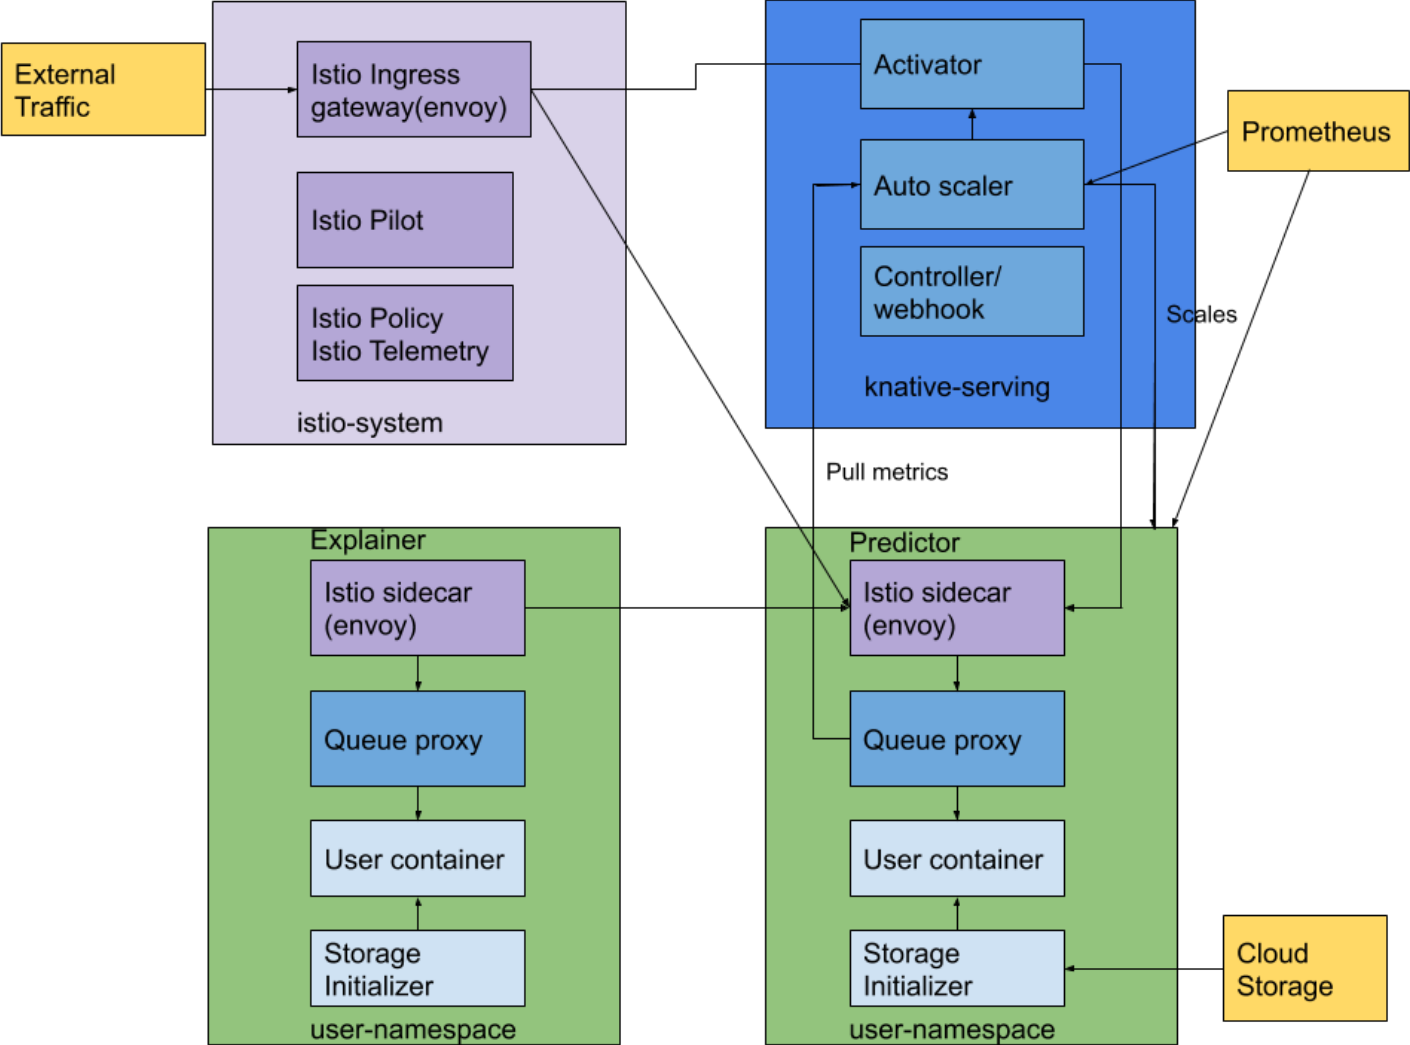 External
Traffic
Istio Ingress
gateway(envoy)
Istio Pilot
Istio Policy
Istio Telemetry
istio-system
Activator
Auto scaler
Controller/
webhook
knative-serving
Prometheus
Scales
Pull metrics
Explainer
Istio sidecar
(envoy)
Queue proxy
User container
Storage
Initializer
user-namespace
Predictor
Istio sidecar
(envoy)
Queue proxy
User container
Storage
Initializer
user-namespace
Cloud
Storage